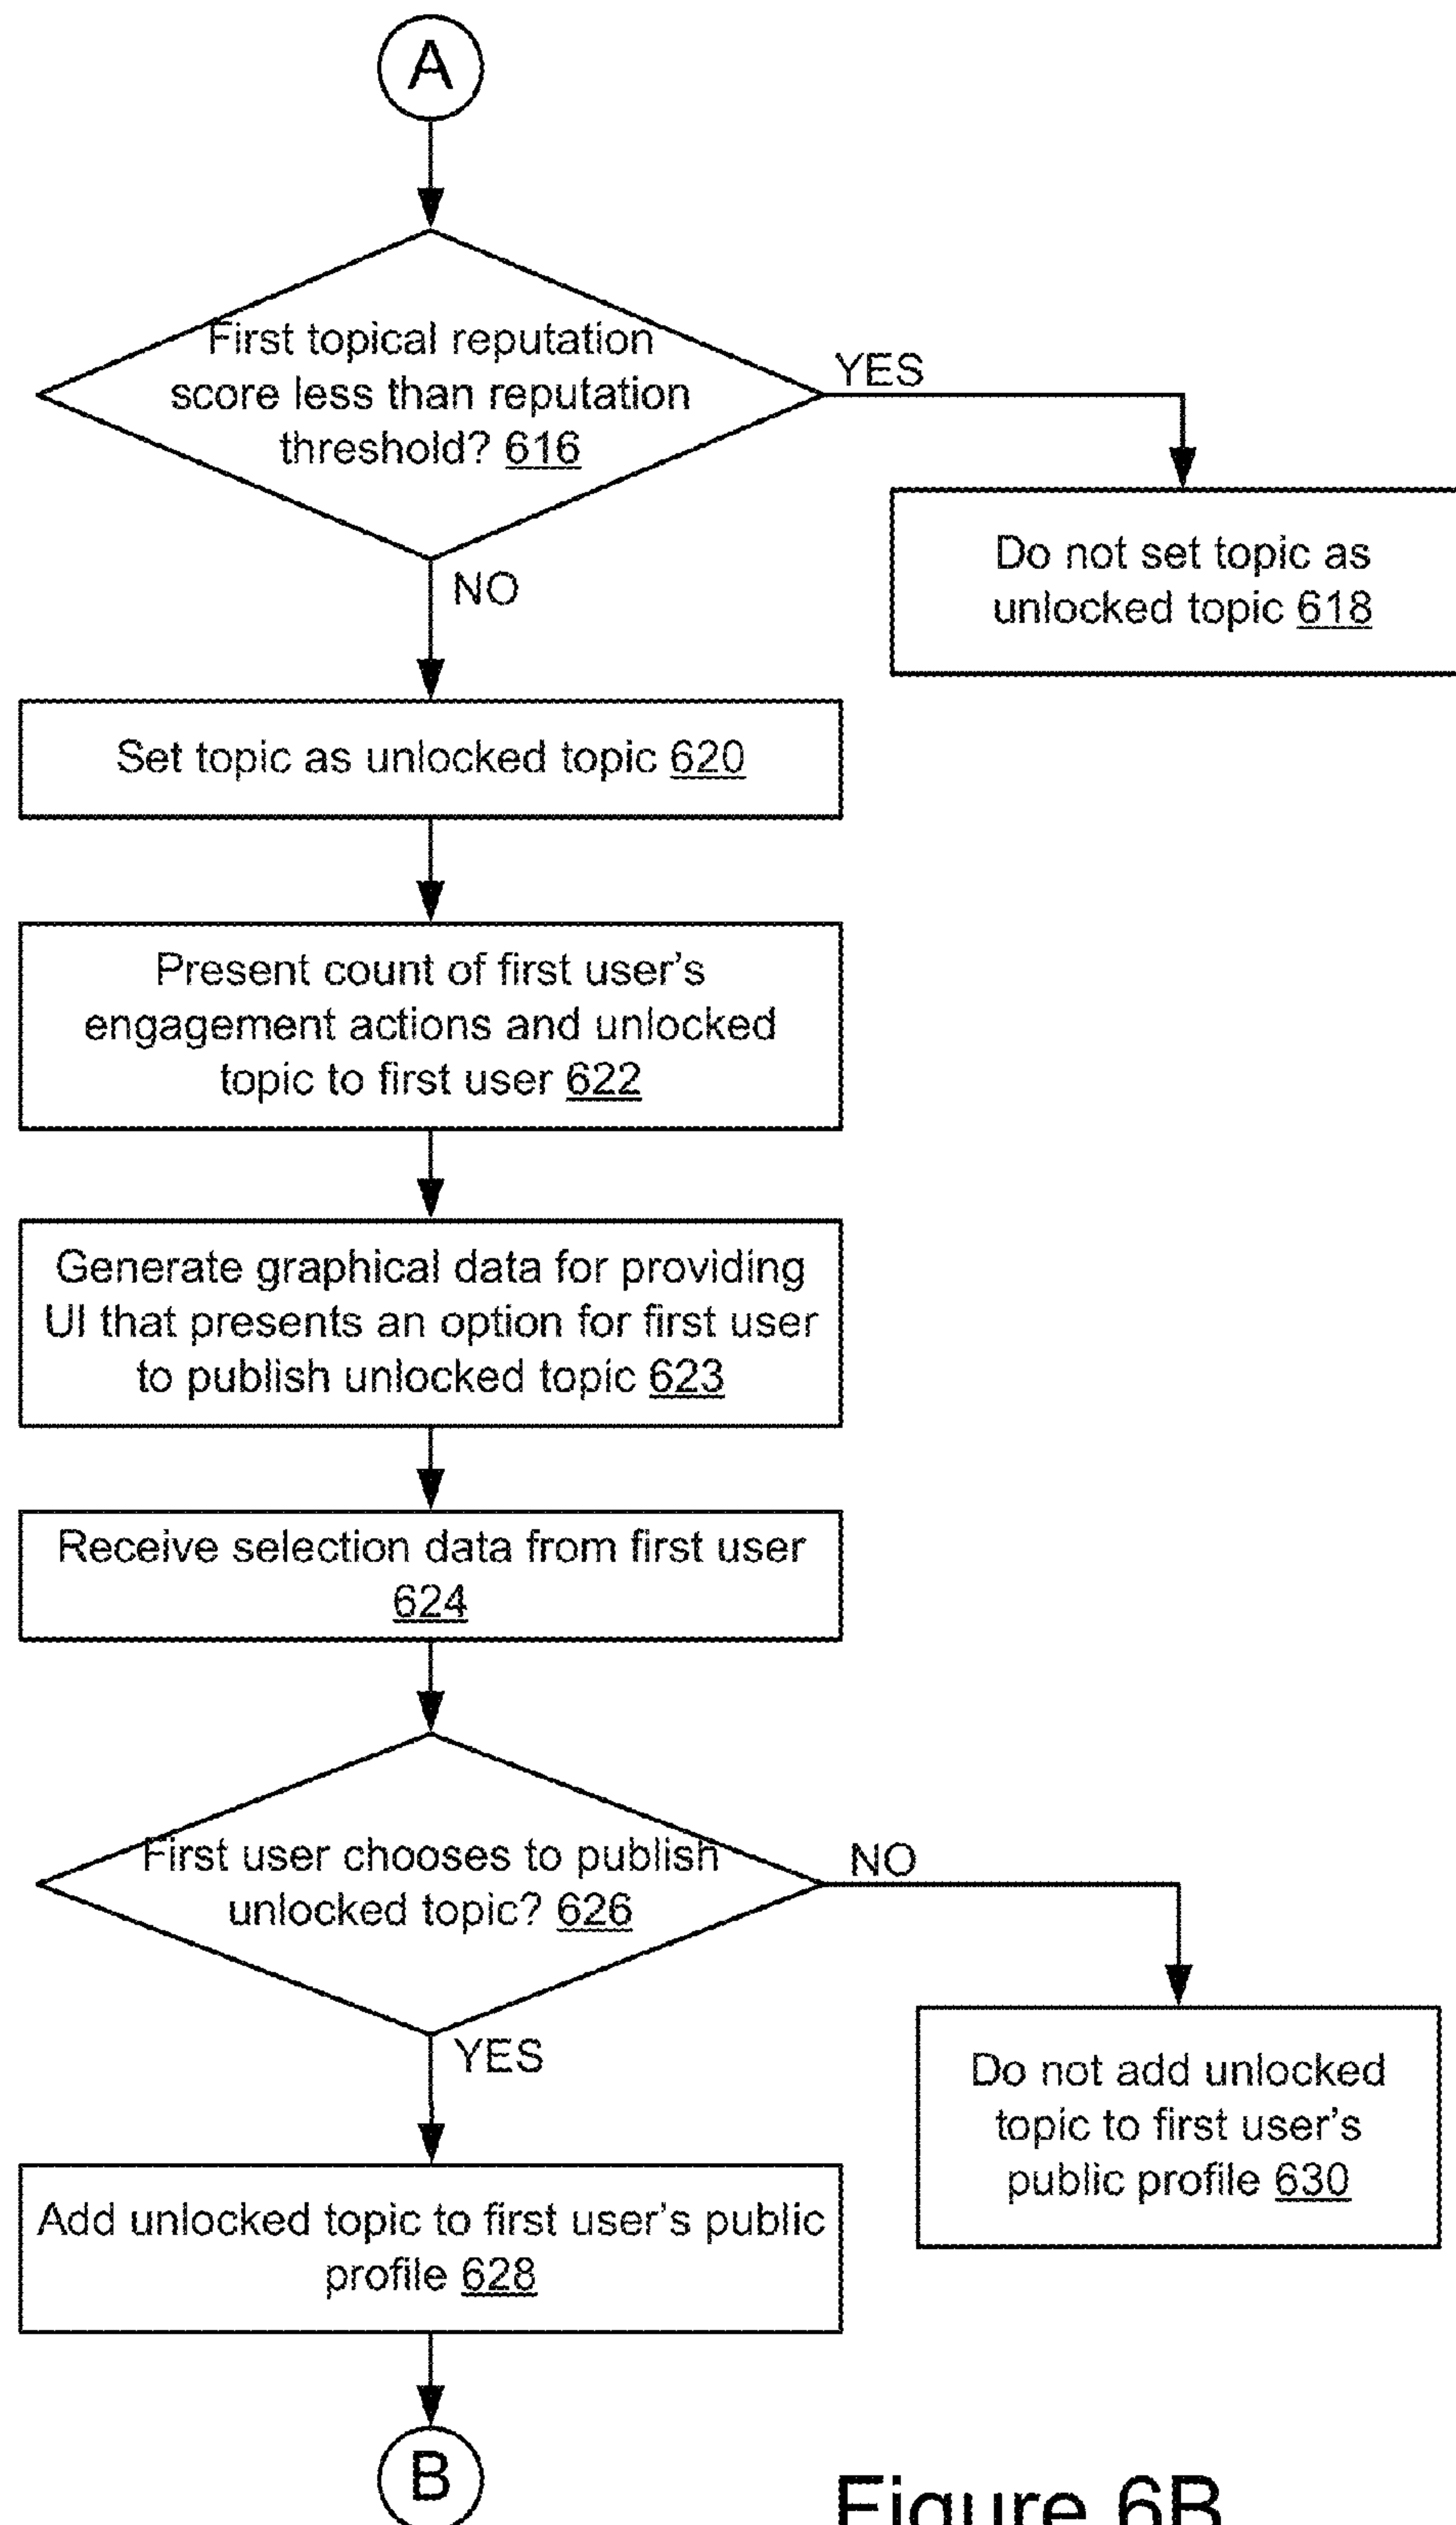 A
First topical reputation
score less than reputation
threshold? 616
YES
Do not set topic as
unlocked topic 618
NO
Set topic as unlocked topic 620
Present count of first user's
engagement actions and unlocked
topic to first user 622
Generate graphical data for providing
UI that presents an option for first user
to publish unlocked topic 623
Receive selection data from first user
624
First user chooses to publish
unlocked topic? 626
NO
YES
Do not add unlocked
topic to first user's
public profile 630
Add unlocked topic to first user's public
profile 628
B
Figure 6B